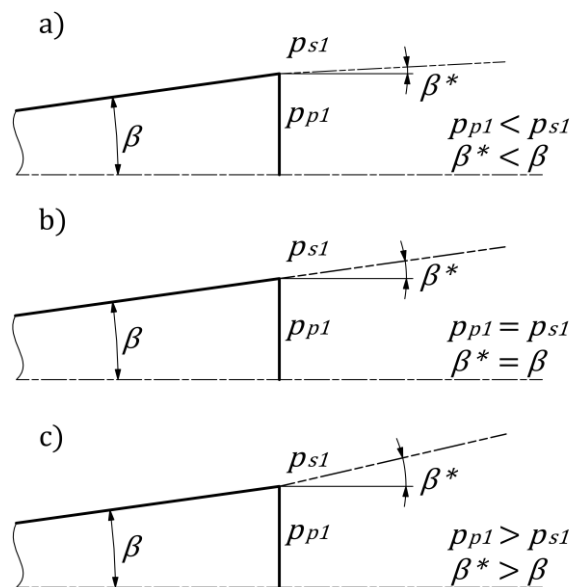 a)
ps1
β*
pp1
β
pp1 < ps1
β* < β
b)
ps1
β*
pp1
β
pp1 = ps1
β* = β
c)
ps1
β*
pp1
β
pp1 > ps1
β* > β